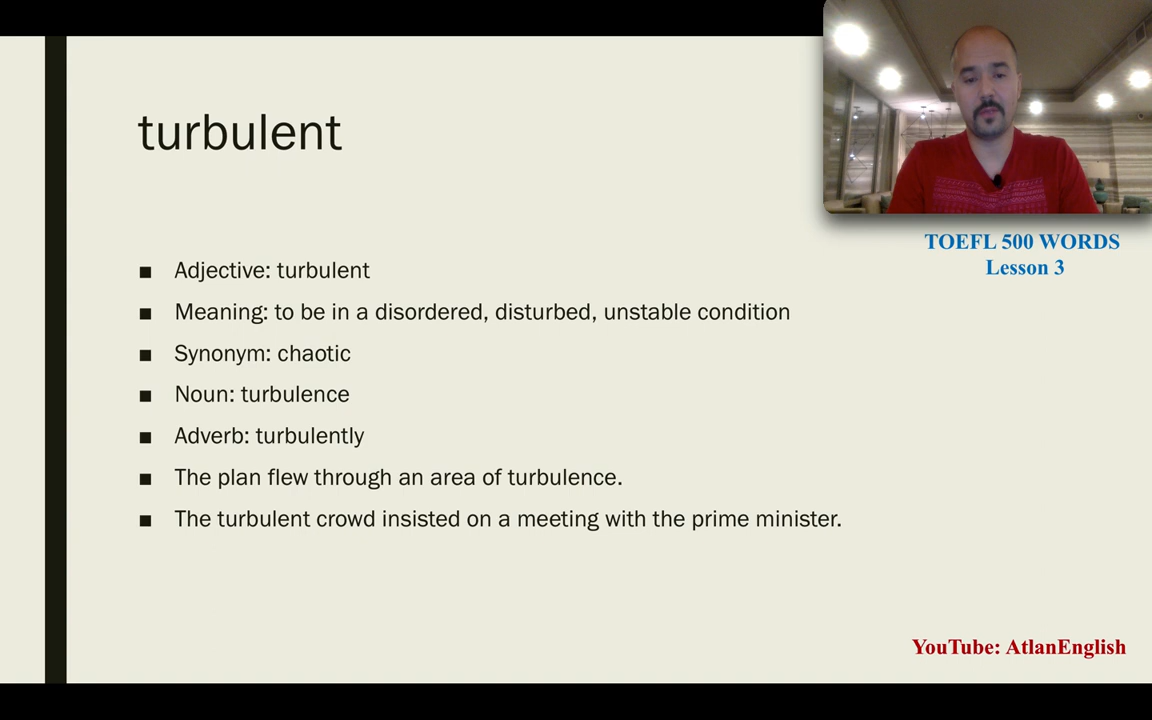 turbulent
Adjective: turbulent
Meaning: to be in a disordered, disturbed, unstable condition
Synonym: chaotic
Noun: turbulence
Adverb: turbulently
The plan flew through an area of turbulence.
The turbulent crowd insisted on a meeting with the prime minister.
TOEFL 500 WORDS
Lesson 3
YouTube: AtlanEnglish